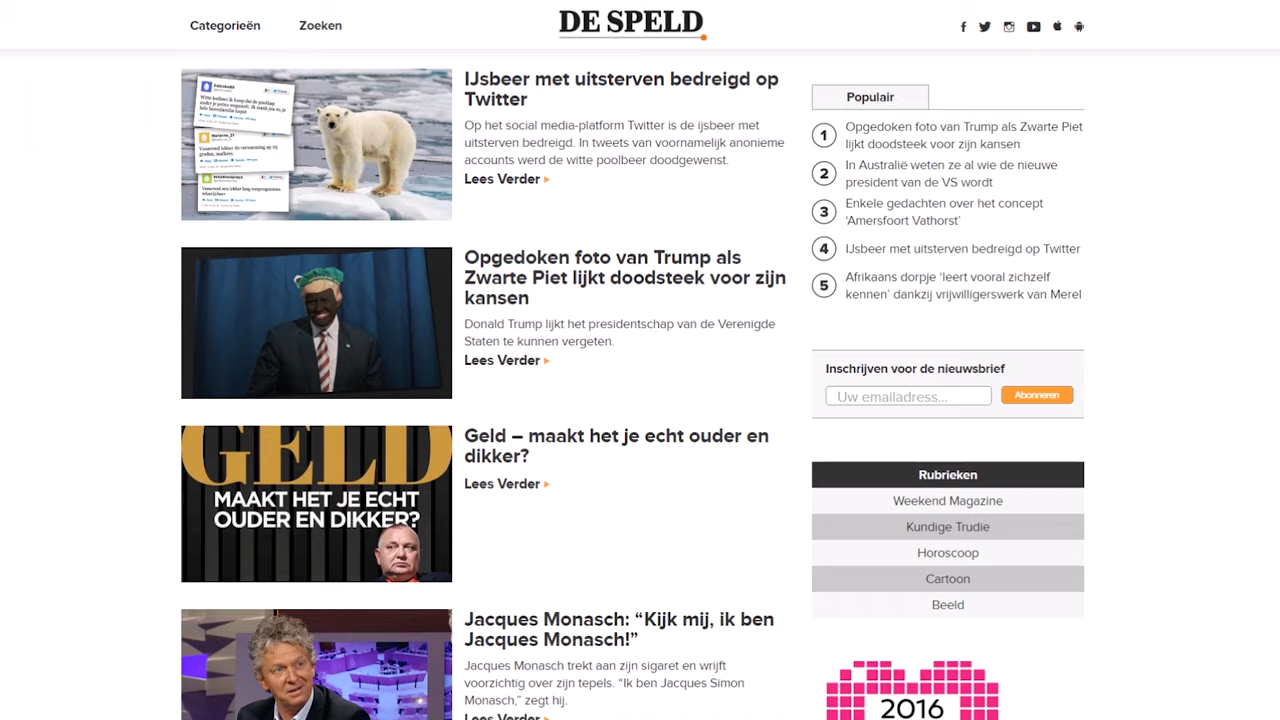 Categorieën
Zoeken
DE SPELD
IJsbeer met uitsterven bedreigd op
Twitter
Op het social media-platform Twitter is de ijsbeer met
uitsterven bedreigd. In tweets van voornamelijk anonieme
accounts werd de witte poolbeer doodgewenst.
Lees Verder
Opgedoken foto van Trump als
Zwarte Piet lijkt doodsteek voor zijn
kansen
Donald Trump lijkt het presidentschap van de Verenigde
Staten te kunnen vergeten.
Lees Verder
GELD
MAAKT HET JE ECHT
OUDER EN DIKKER?
Geld – maakt het je echt ouder en
dikker?
Lees Verder
Jacques Monasch: “Kijk mij, ik ben
Jacques Monasch!”
Jacques Monasch trekt aan zijn sigaret en wrijft
voorzichtig over zijn tepels. “Ik ben Jacques Simon
Monasch,” zegt hij.
Lees Verder
Populair
1 Opgedoken foto van Trump als Zwarte Piet
lijkt doodsteek voor zijn kansen
2 In Australië weten ze al wie de nieuwe
president van de VS wordt
3 Enkele gedachten over het concept
‘Amersfoort Vathorst’
4 IJsbeer met uitsterven bedreigd op Twitter
5 Afrikaans dorpje ‘leert vooral zichzelf
kennen’ dankzij vrijwilligerswerk van Merel
Inschrijven voor de nieuwsbrief
Uw emailadress...
Abonneren
Rubrieken
Weekend Magazine
Kundige Trudie
Horoscoop
Cartoon
Beeld
2016